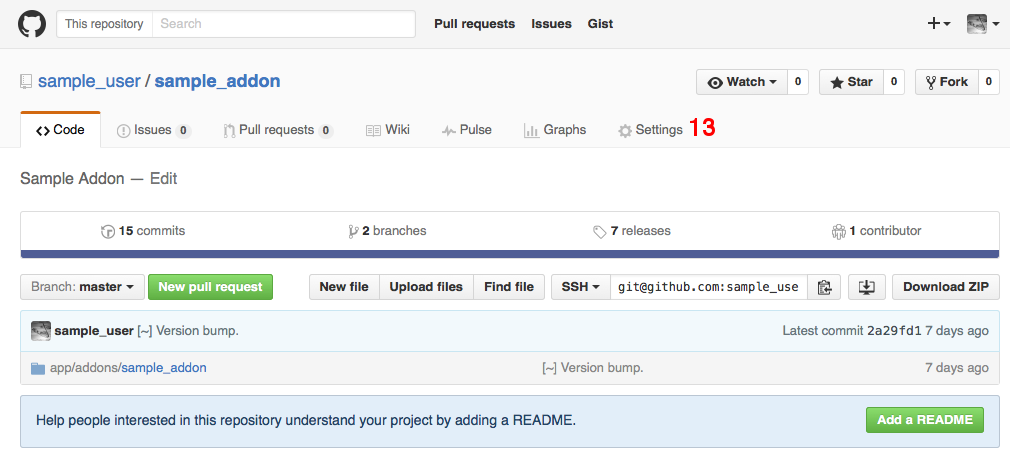 This repository Search Pull requests Issues Gist
sample_user / sample_addon Watch 0 Star 0 Fork 0
Code Issues 0 Pull requests 0 Wiki Pulse Graphs Settings 13
Sample Addon — Edit
15 commits 2 branches 7 releases 1 contributor
Branch: master New pull request New file Upload files Find file SSH git@github.com:sample_use Download ZIP
sample_user [~] Version bump. Latest commit 2a29fd1 7 days ago
app/addons/sample_addon [~] Version bump. 7 days ago
Help people interested in this repository understand your project by adding a README. Add a README